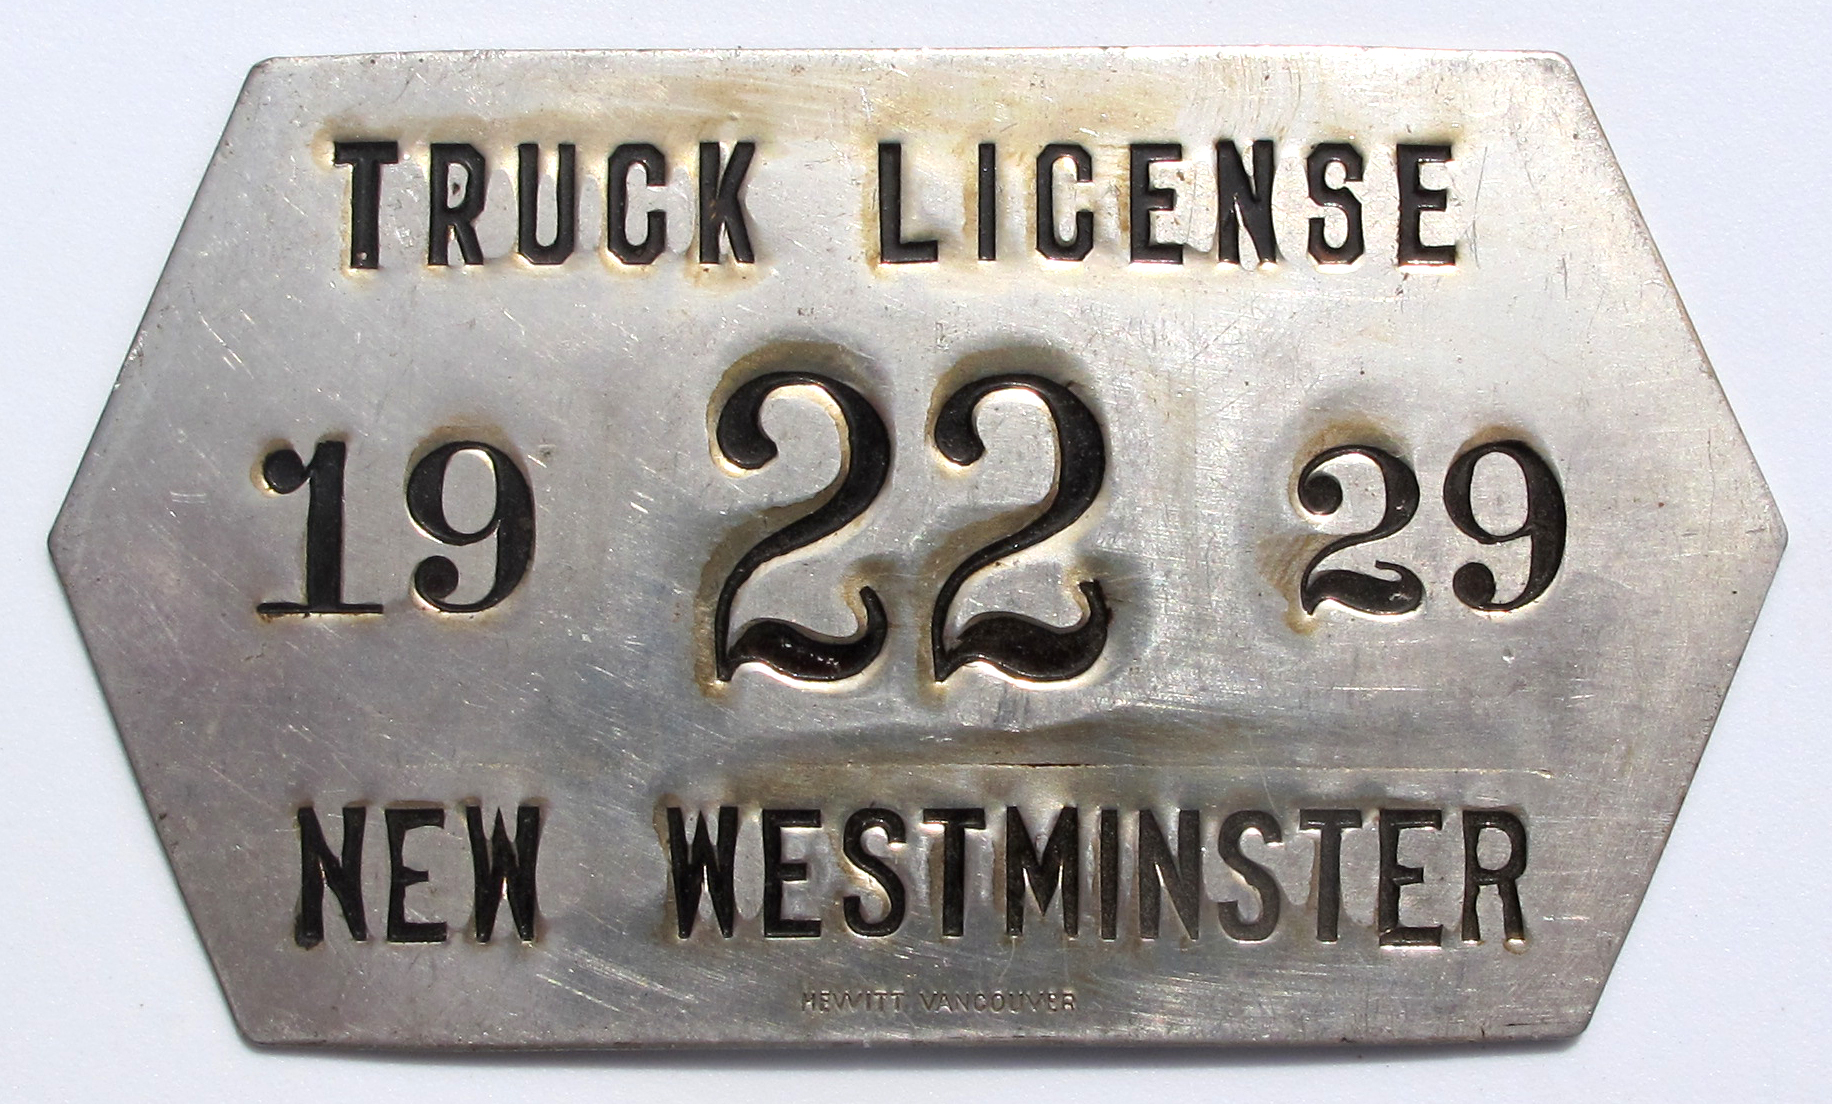 TRUCK LICENSE
19 22 29
NEW WESTMINSTER
HEWITT VANCOUVER